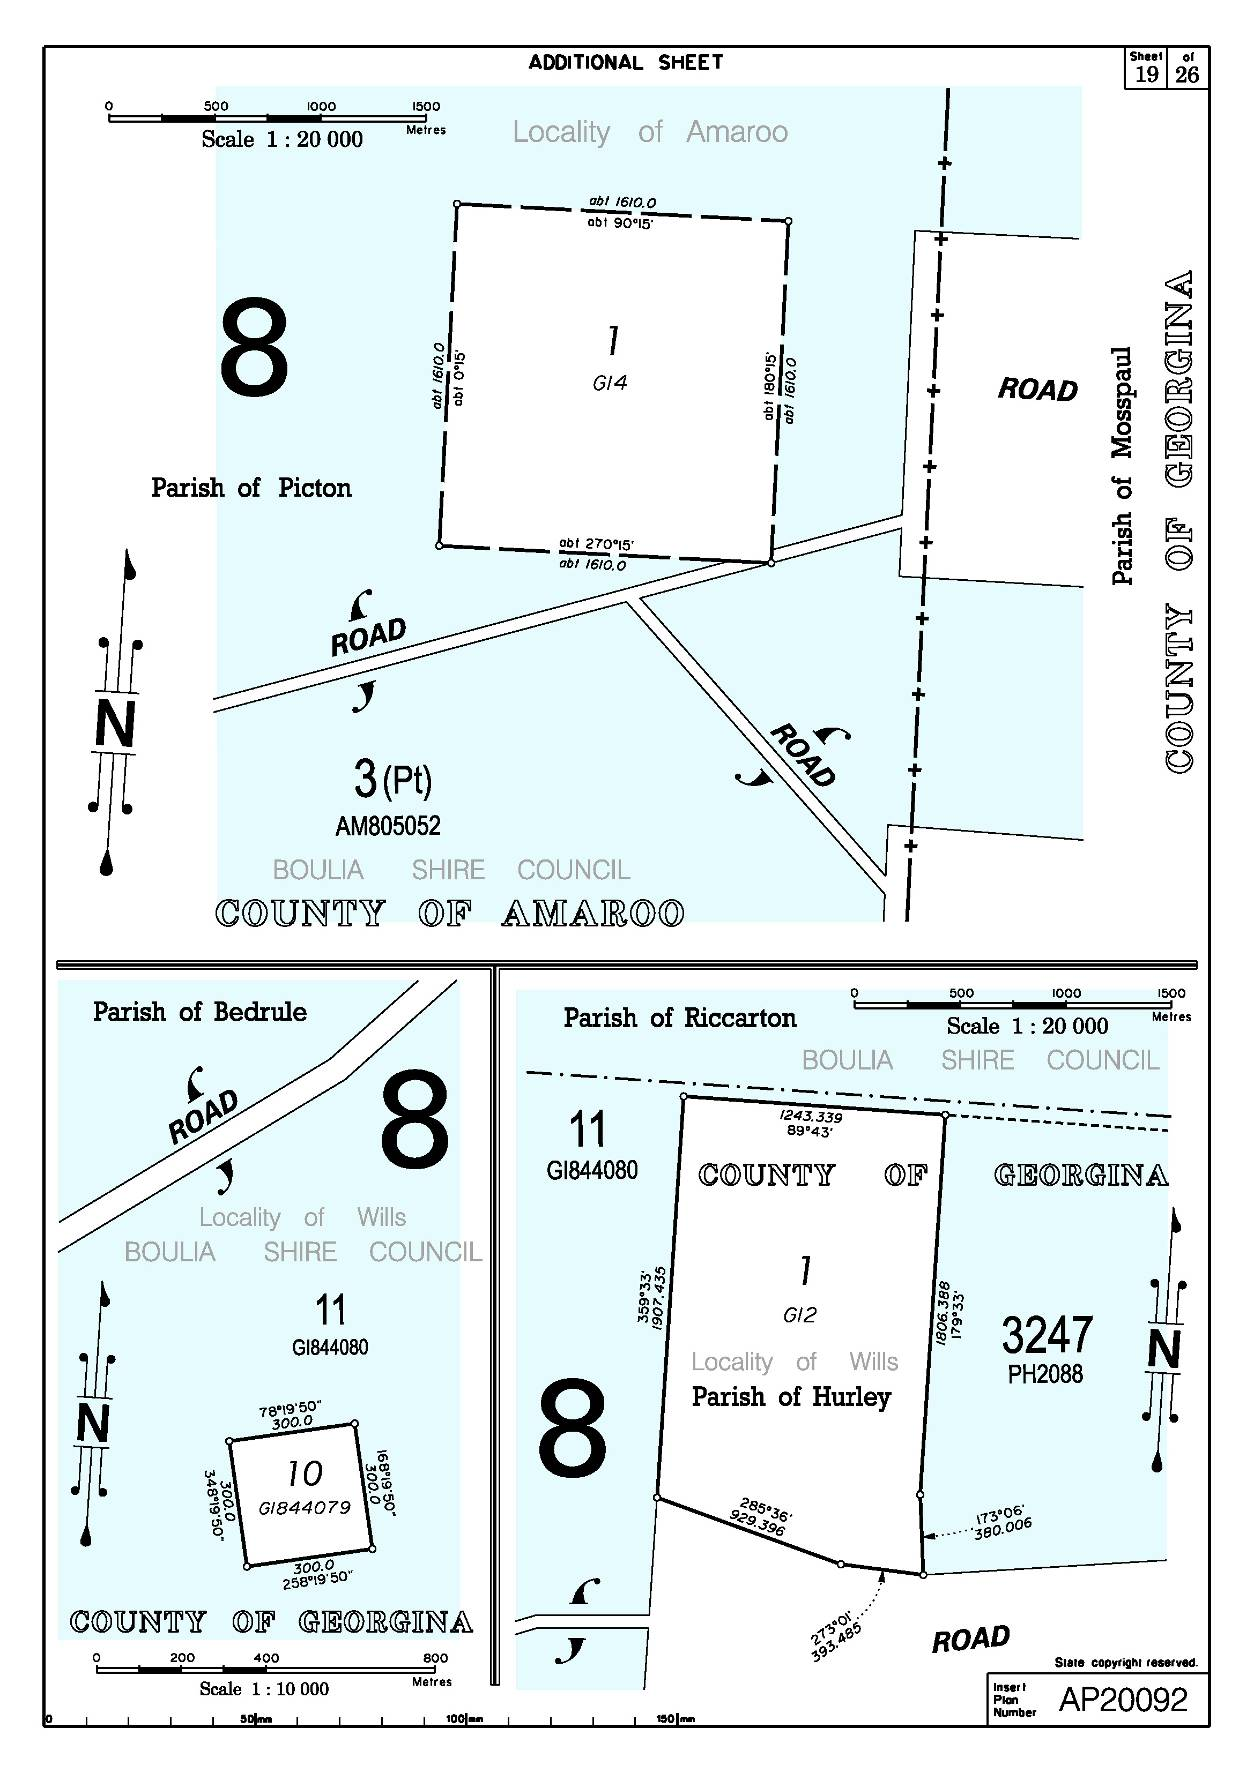 ADDITIONAL SHEET
Sheet 19 of 26
0 500 1000 1500
Metres
Scale 1 : 20 000
Locality of Amaroo
abt 1610.0
abt 90°15'
8
1
GI4
abt 1610.0
abt 0°15'
abt 180°15'
abt 1610.0
ROAD
Parish of Mosspaul
COUNTY OF GEORGINA
Parish of Picton
abt 270°15'
abt 1610.0
ROAD
N
ROAD
3 (Pt)
AM805052
BOULIA SHIRE COUNCIL
COUNTY OF AMAROO
Parish of Bedrule
ROAD
8
Locality of Wills
BOULIA SHIRE COUNCIL
11
GI844080
N
78°19'50"
300.0
348°19'50"
300.0
10
GI844079
168°19'50"
300.0
300.0
258°19'50"
COUNTY OF GEORGINA
0 200 400 800
Metres
Scale 1 : 10 000
Parish of Riccarton
0 500 1000 1500
Metres
Scale 1 : 20 000
BOULIA SHIRE COUNCIL
11
GI844080
1243.339
89°43'
COUNTY OF GEORGINA
359°33'
1907.435
1
GI2
1806.388
179°33'
3247
PH2088
N
Locality of Wills
Parish of Hurley
8
285°36'
929.396
173°06'
380.006
273°01'
393.485
ROAD
State copyright reserved.
Insert Plan Number
AP20092
0 50mm 100mm 150mm